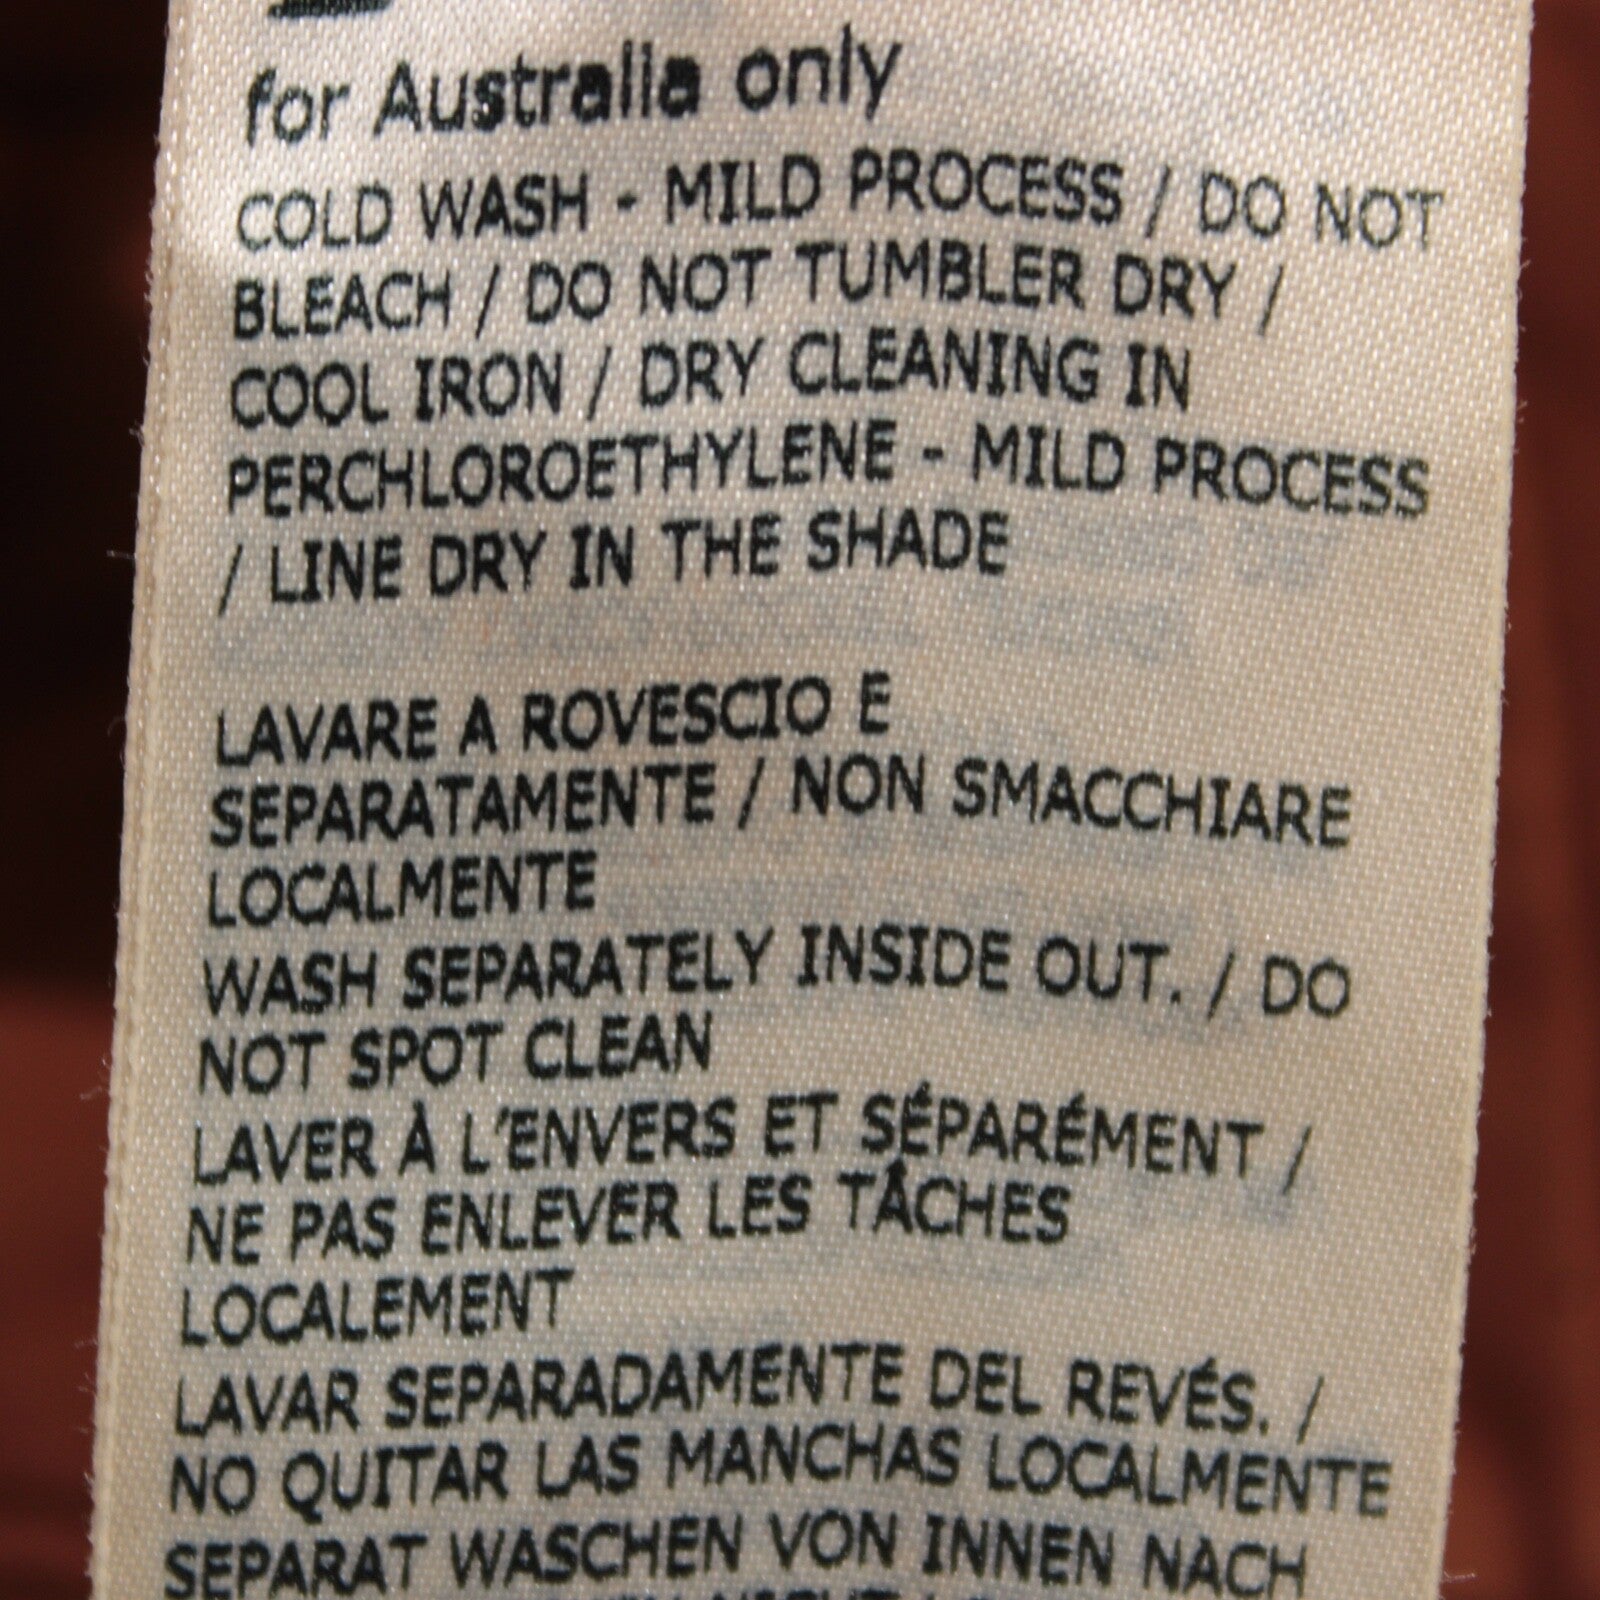 for Australia only
COLD WASH - MILD PROCESS / DO NOT
BLEACH / DO NOT TUMBLER DRY /
COOL IRON / DRY CLEANING IN
PERCHLOROETHYLENE - MILD PROCESS
/ LINE DRY IN THE SHADE
LAVARE A ROVESCIO E
SEPARATAMENTE / NON SMACCHIARE
LOCALMENTE
WASH SEPARATELY INSIDE OUT. / DO
NOT SPOT CLEAN
LAVER À L'ENVERS ET SÉPARÉMENT /
NE PAS ENLEVER LES TÂCHES
LOCALEMENT
LAVAR SEPARADAMENTE DEL REVÉS. /
NO QUITAR LAS MANCHAS LOCALMENTE
SEPARAT WASCHEN VON INNEN NACH